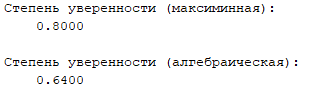 Степень уверенности (максиминная):
0.8000
Степень уверенности (алгебраическая):
0.6400